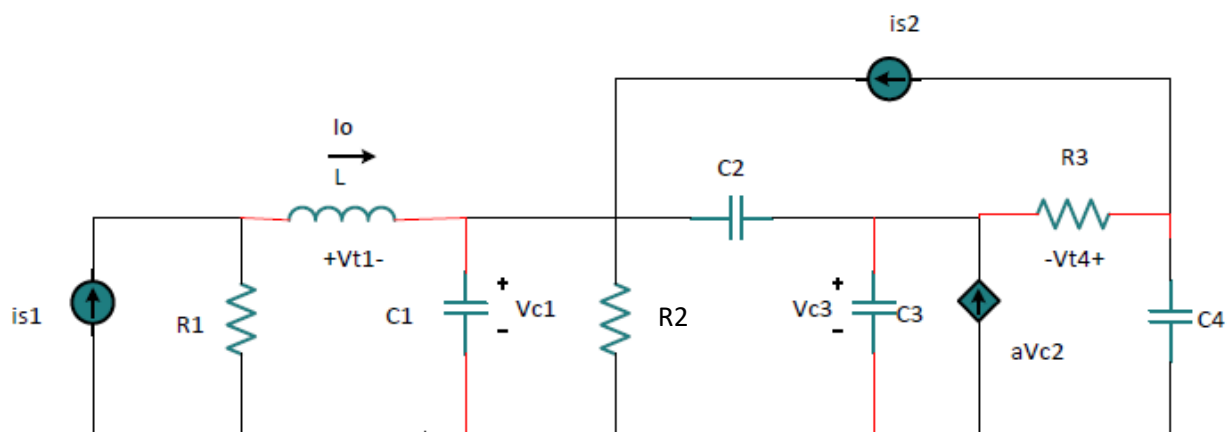 is2
Io
L
C2
R3
+Vt1-
-Vt4+
is1
R1
C1
+
Vc1
-
R2
+
Vc3
-
C3
aVc2
C4